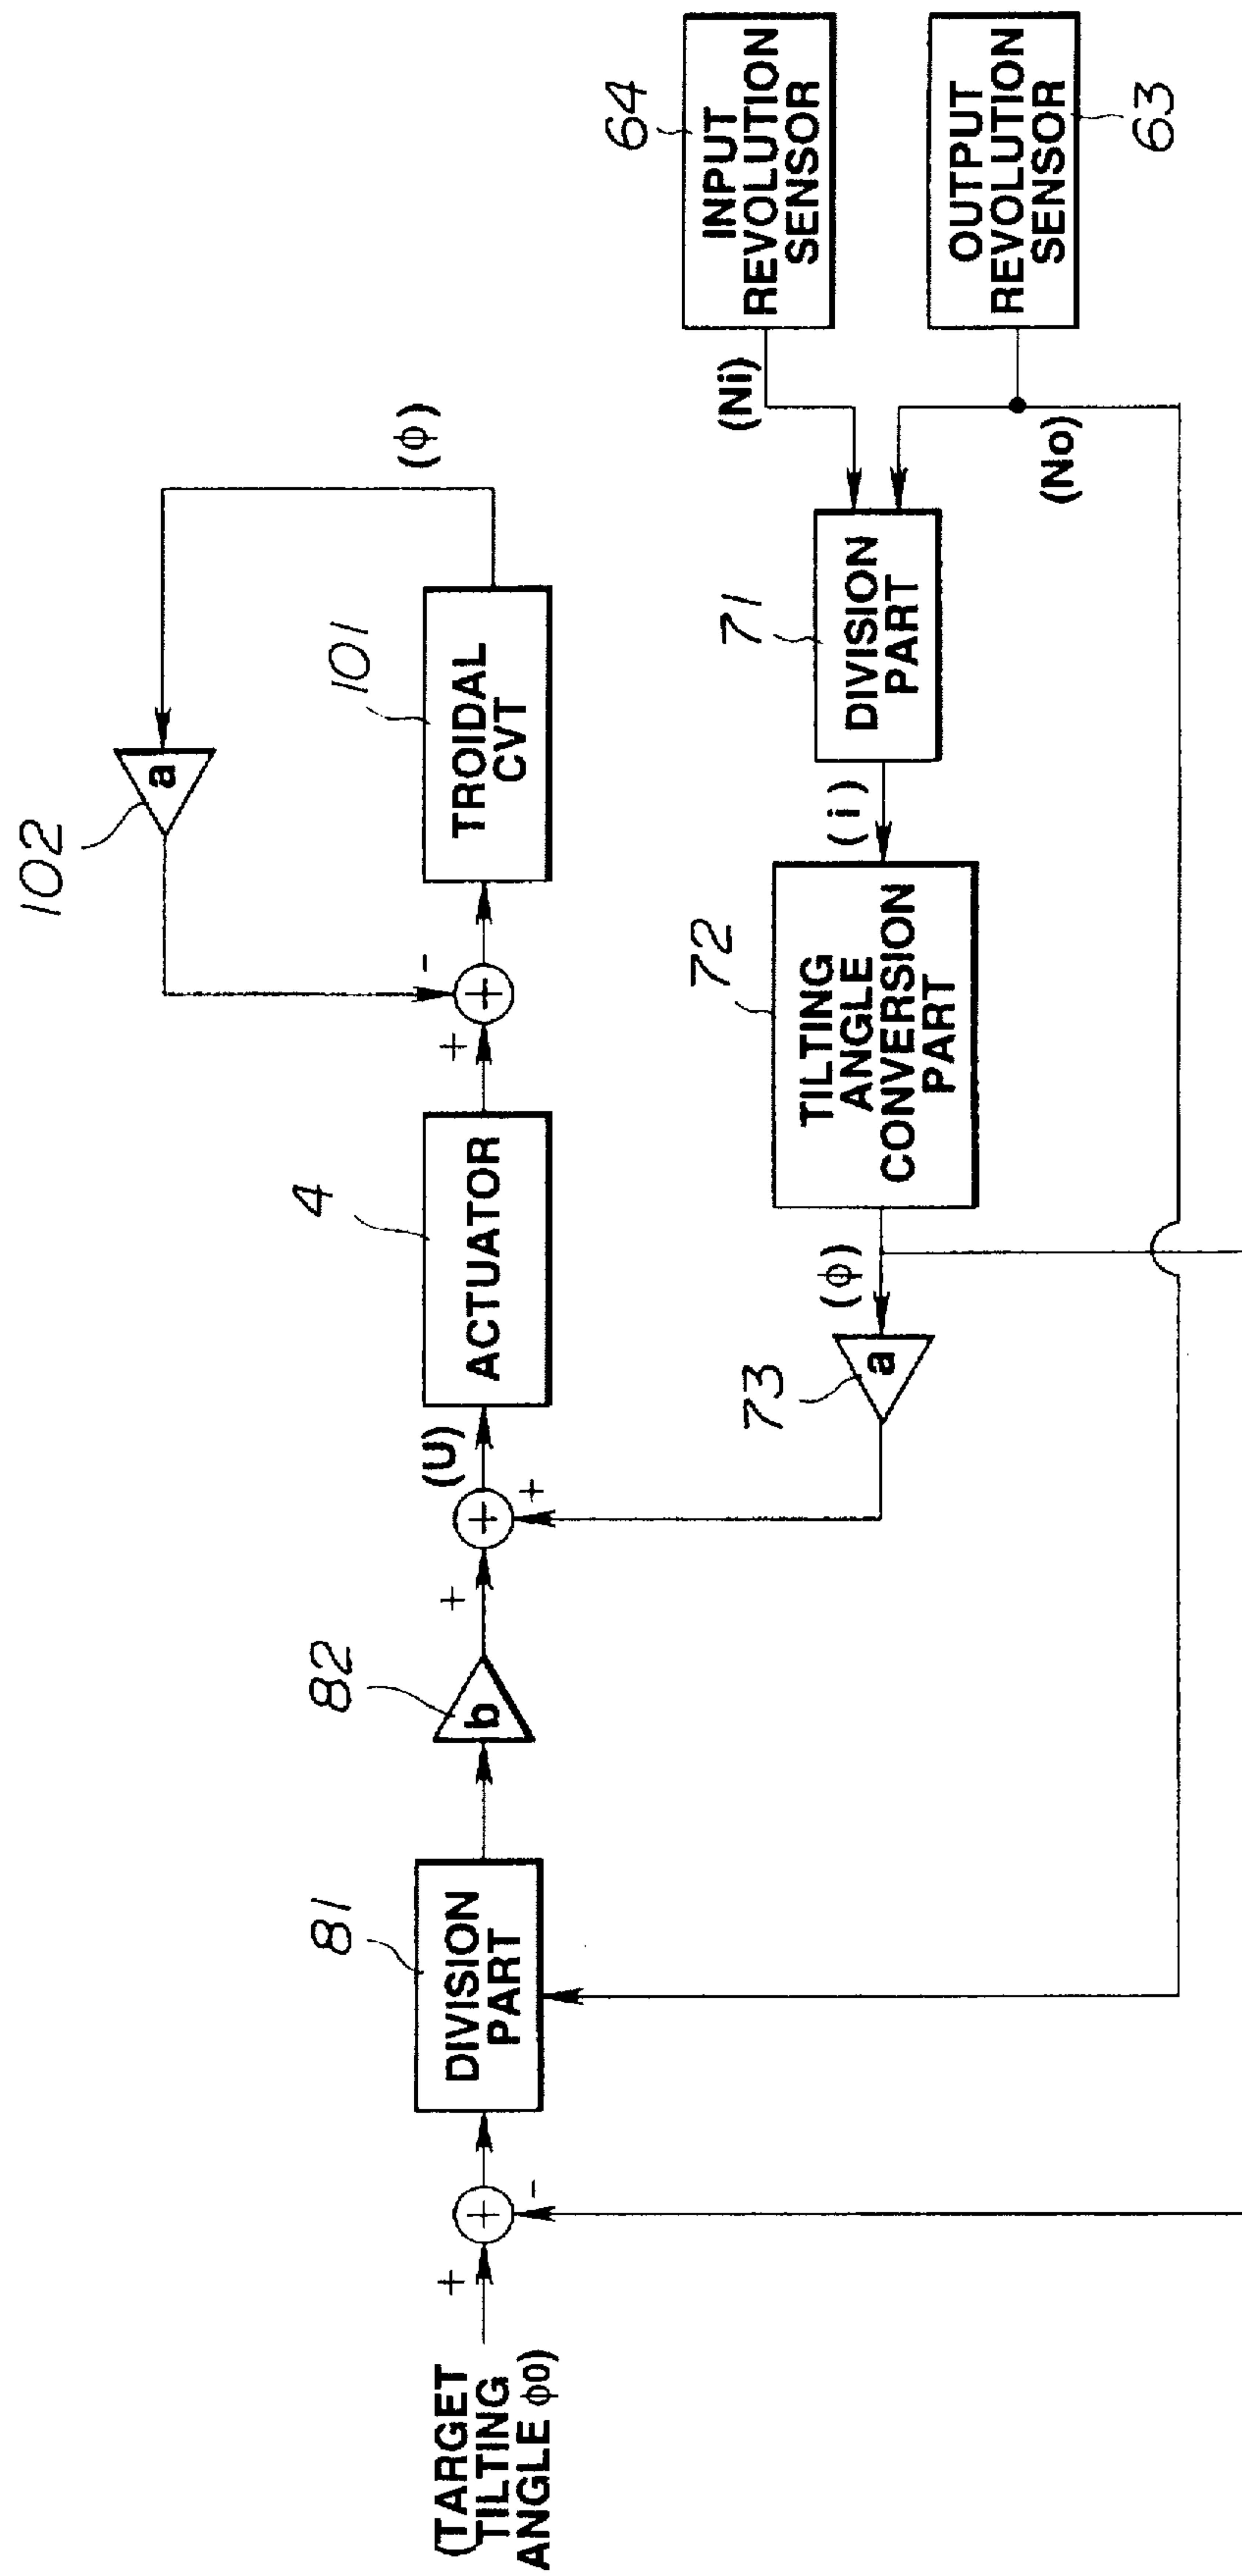 102
a
(ϕ)
101
TROIDAL
CVT
-
+
+
4
ACTUATOR
(U)
+
+
+
82
b
81
DIVISION
PART
+
-
+
(TARGET
TILTING
ANGLE ϕ0)
64
INPUT
REVOLUTION
SENSOR
(Ni)
OUTPUT
REVOLUTION
SENSOR
63
(No)
71
DIVISION
PART
(i)
72
TILTING
ANGLE
CONVERSION
PART
(ϕ)
73
a